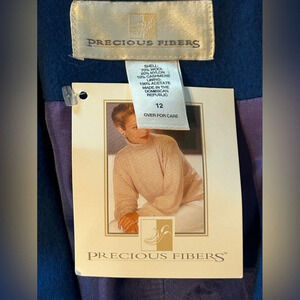 PRECIOUS FIBERS
SHELL:
70% WOOL
20% NYLON
10% CASHMERE
LINING:
100% ACETATE
MADE IN
DOMINICAN
REPUBLIC
12
OVER FOR CARE
PRECIOUS FIBERS